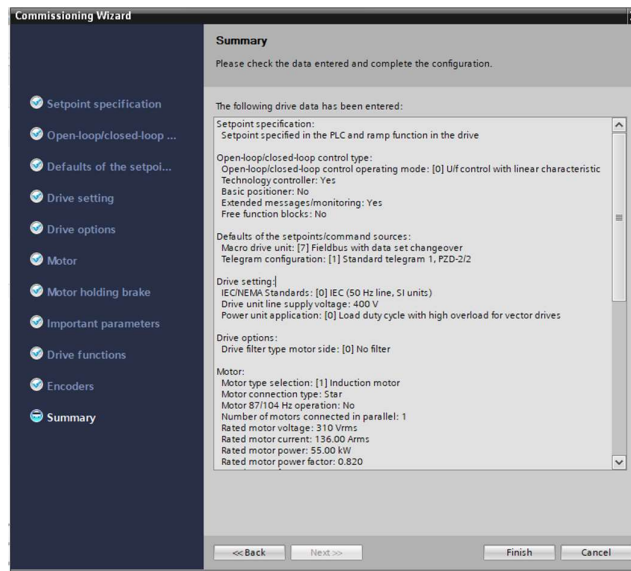 Commissioning Wizard
Summary
Please check the data entered and complete the configuration.
Setpoint specification
Open-loop/closed-loop ...
Defaults of the setpoi...
Drive setting
Drive options
Motor
Motor holding brake
Important parameters
Drive functions
Encoders
Summary
The following drive data has been entered:
Setpoint specification:
Setpoint specified in the PLC and ramp function in the drive
Open-loop/closed-loop control type:
Open-loop/closed-loop control operating mode: [0] U/f control with linear characteristic
Technology controller: Yes
Basic positioner: No
Extended messages/monitoring: Yes
Free function blocks: No
Defaults of the setpoints/command sources:
Macro drive unit: [7] Fieldbus with data set changeover
Telegram configuration: [1] Standard telegram 1, PZD-2/2
Drive setting:
IEC/NEMA Standards: [0] IEC (50 Hz line, SI units)
Drive unit line supply voltage: 400 V
Power unit application: [0] Load duty cycle with high overload for vector drives
Drive options:
Drive filter type motor side: [0] No filter
Motor:
Motor type selection: [1] Induction motor
Motor connection type: Star
Motor 87/104 Hz operation: No
Number of motors connected in parallel: 1
Rated motor voltage: 310 Vrms
Rated motor current: 136.00 Arms
Rated motor power: 55.00 kW
Rated motor power factor: 0.820
<< Back
Next >>
Finish
Cancel